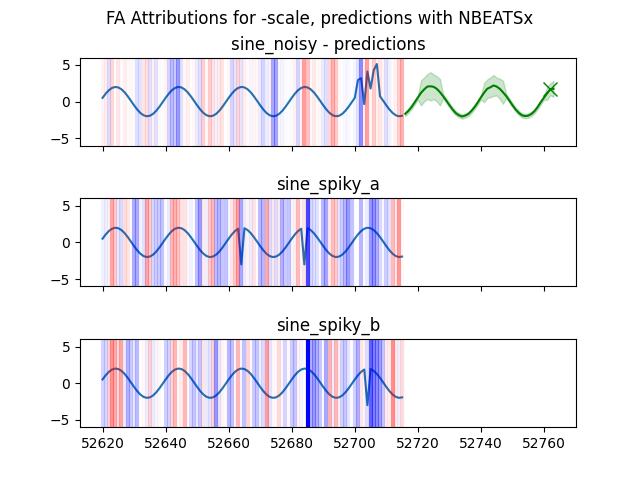 FA Attributions for -scale, predictions with NBEATSx
sine_noisy - predictions
5
0
−5
sine_spiky_a
5
0
−5
sine_spiky_b
5
0
−5
52620 52640 52660 52680 52700 52720 52740 52760